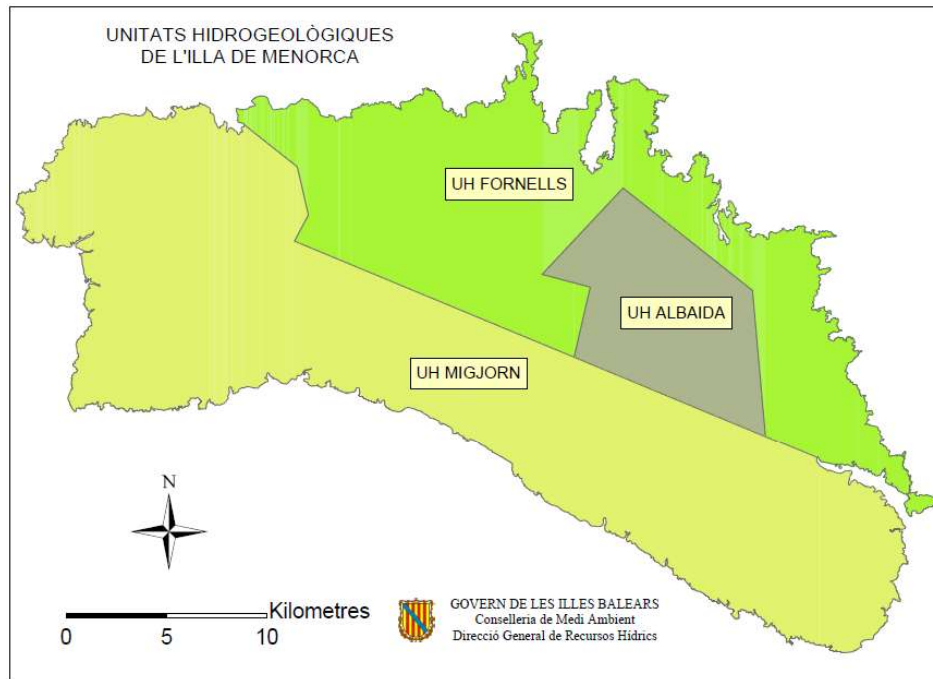 UNITATS HIDROGEOLÒGIQUES
DE L'ILLA DE MENORCA
UH FORNELLS
UH ALBAIDA
UH MIGJORN
N
Kilometres
0 5 10
GOVERN DE LES ILLES BALEARS
Conselleria de Medi Ambient
Direcció General de Recursos Hídrics